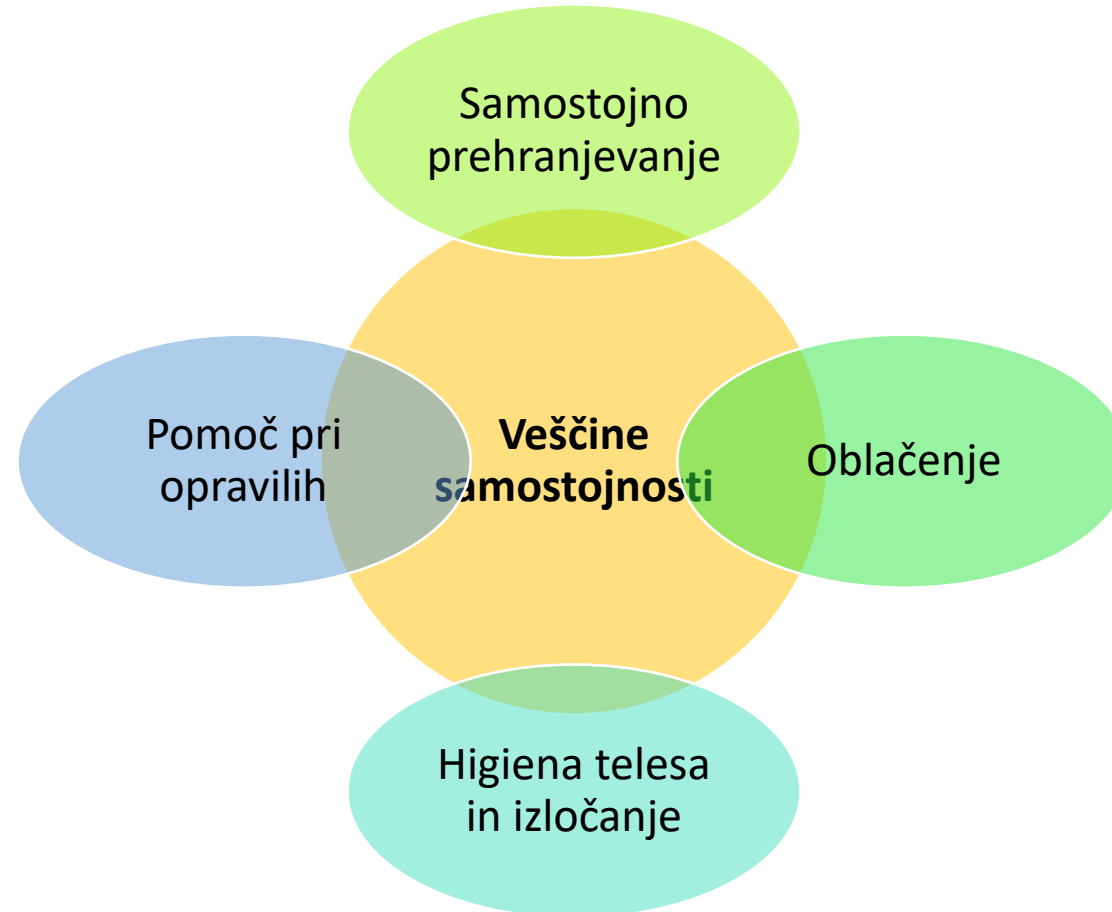 Samostojno
prehranjevanje
Pomoč pri
opravilih
Veščine
samostojnosti
Oblačenje
Higiena telesa
in izločanje